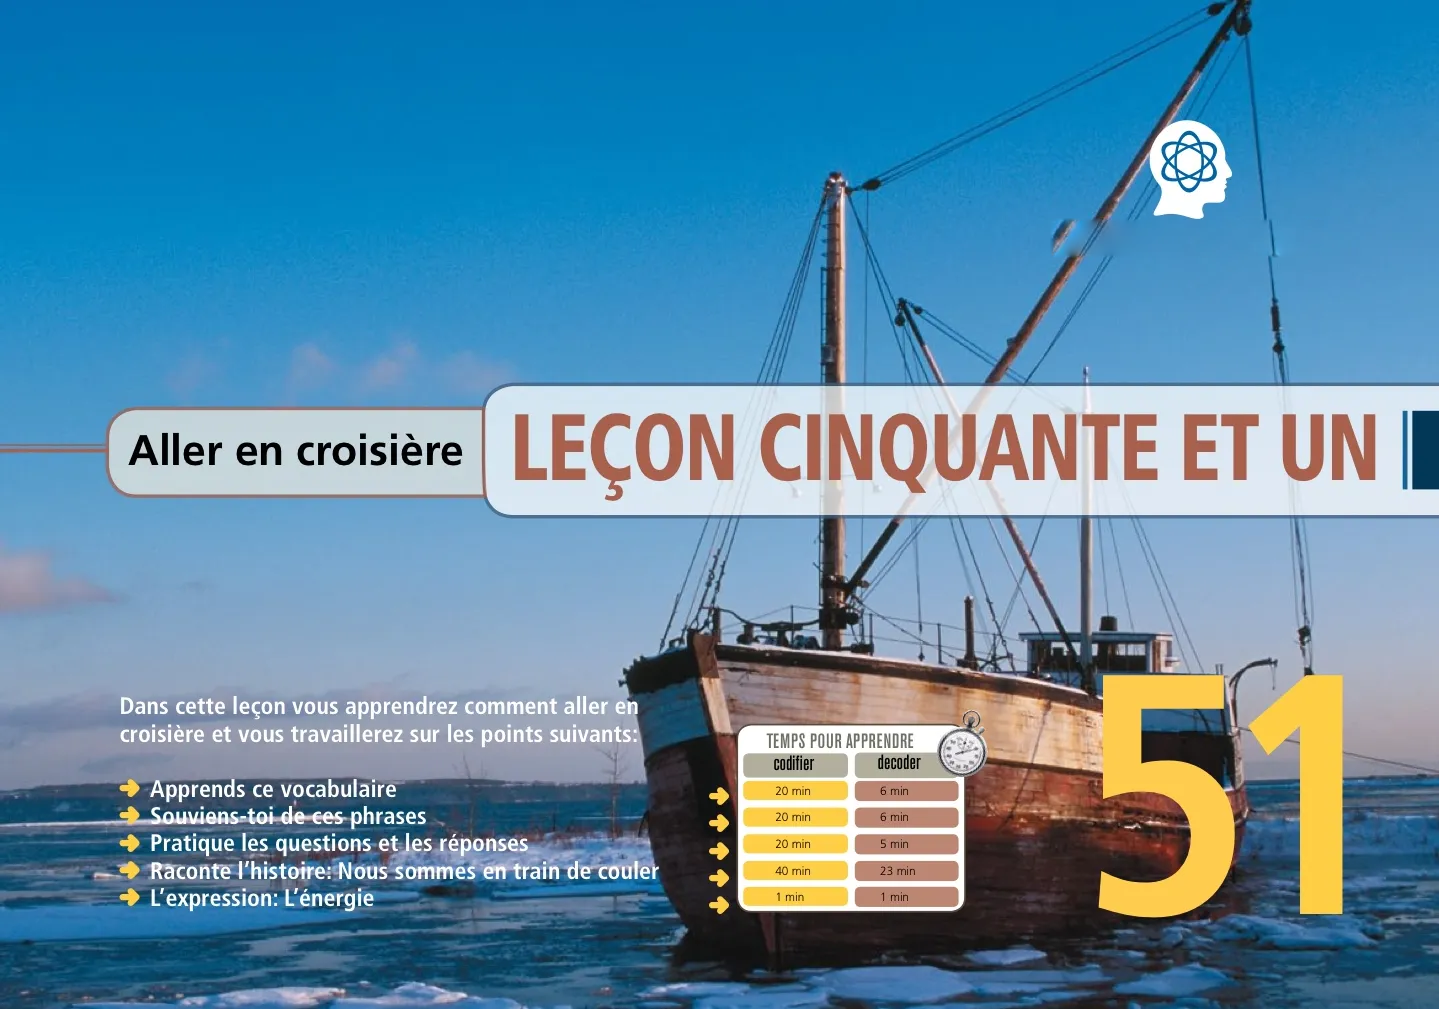 Aller en croisière
LEÇON CINQUANTE ET UN
Dans cette leçon vous apprendrez comment aller en
croisière et vous travaillerez sur les points suivants:
Apprends ce vocabulaire
Souviens-toi de ces phrases
Pratique les questions et les réponses
Raconte l'histoire: Nous sommes en train de couler
L'expression: L'énergie
TEMPS POUR APPRENDRE
codifier decoder
20 min 6 min
20 min 6 min
20 min 5 min
40 min 23 min
1 min 1 min
51